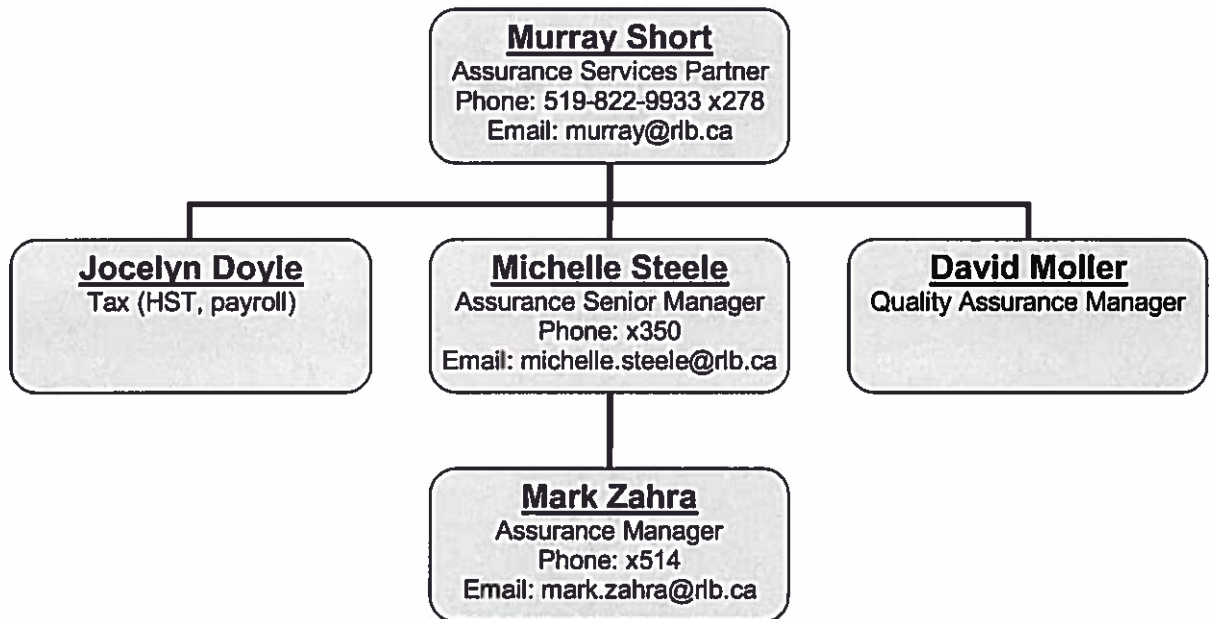 Murray Short
Assurance Services Partner
Phone: 519-822-9933 x278
Email: murray@rlb.ca
Jocelyn Doyle
Tax (HST, payroll)
Michelle Steele
Assurance Senior Manager
Phone: x350
Email: michelle.steele@rlb.ca
David Moller
Quality Assurance Manager
Mark Zahra
Assurance Manager
Phone: x514
Email: mark.zahra@rlb.ca